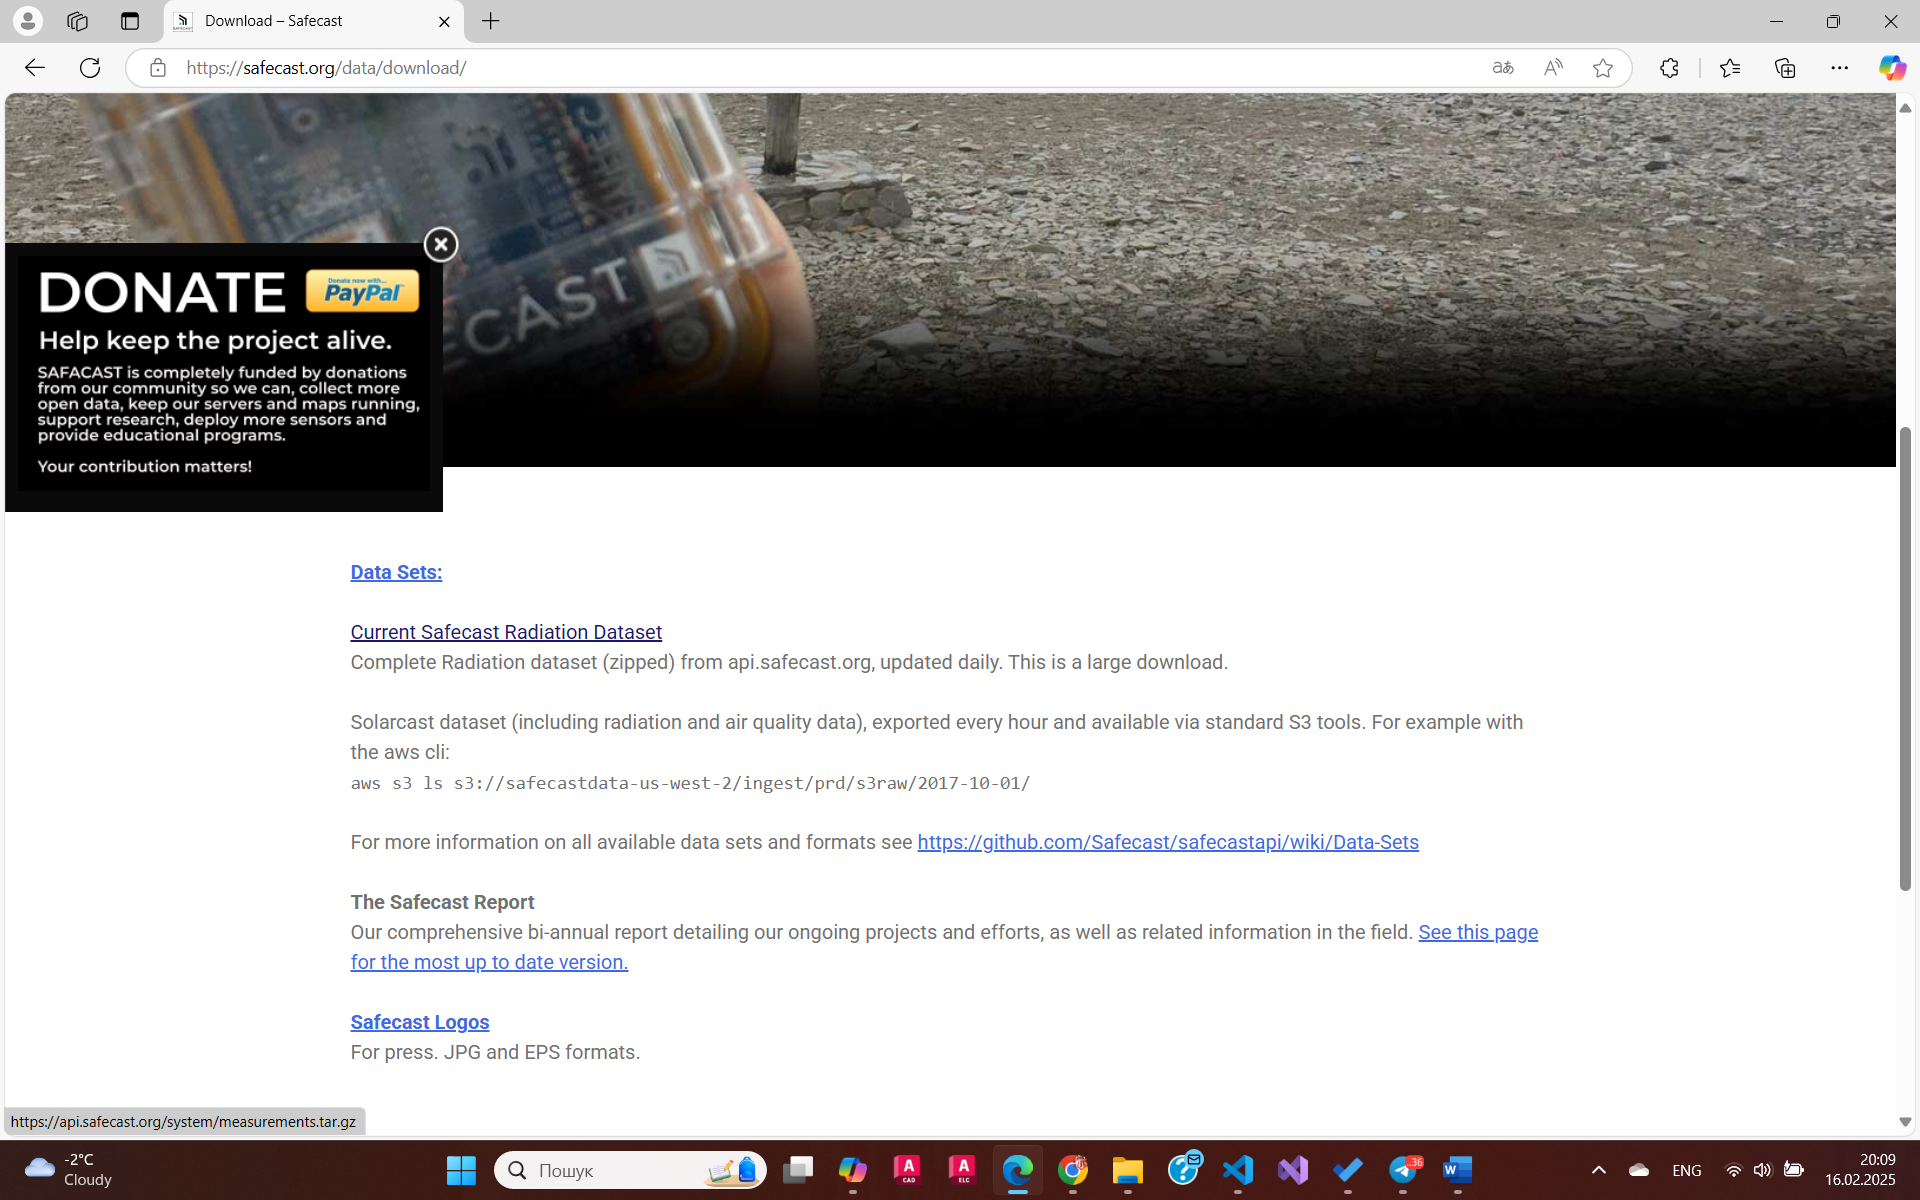 Download – Safecast
https://safecast.org/data/download/
ECAST
DONATE
Donate now with...
PayPal
Help keep the project alive.
SAFACAST is completely funded by donations
from our community so we can, collect more
open data, keep our servers and maps running,
support research, deploy more sensors and
provide educational programs.
Your contribution matters!
Data Sets:
Current Safecast Radiation Dataset
Complete Radiation dataset (zipped) from api.safecast.org, updated daily. This is a large download.
Solarcast dataset (including radiation and air quality data), exported every hour and available via standard S3 tools. For example with
the aws cli:
aws s3 ls s3://safecastdata-us-west-2/ingest/prd/s3raw/2017-10-01/
For more information on all available data sets and formats see https://github.com/Safecast/safecastapi/wiki/Data-Sets
The Safecast Report
Our comprehensive bi-annual report detailing our ongoing projects and efforts, as well as related information in the field. See this page
for the most up to date version.
Safecast Logos
For press. JPG and EPS formats.
https://api.safecast.org/system/measurements.tar.gz
-2°C
Cloudy
Пошук
A
CAD
A
ELC
..36
ENG
20:09
16.02.2025